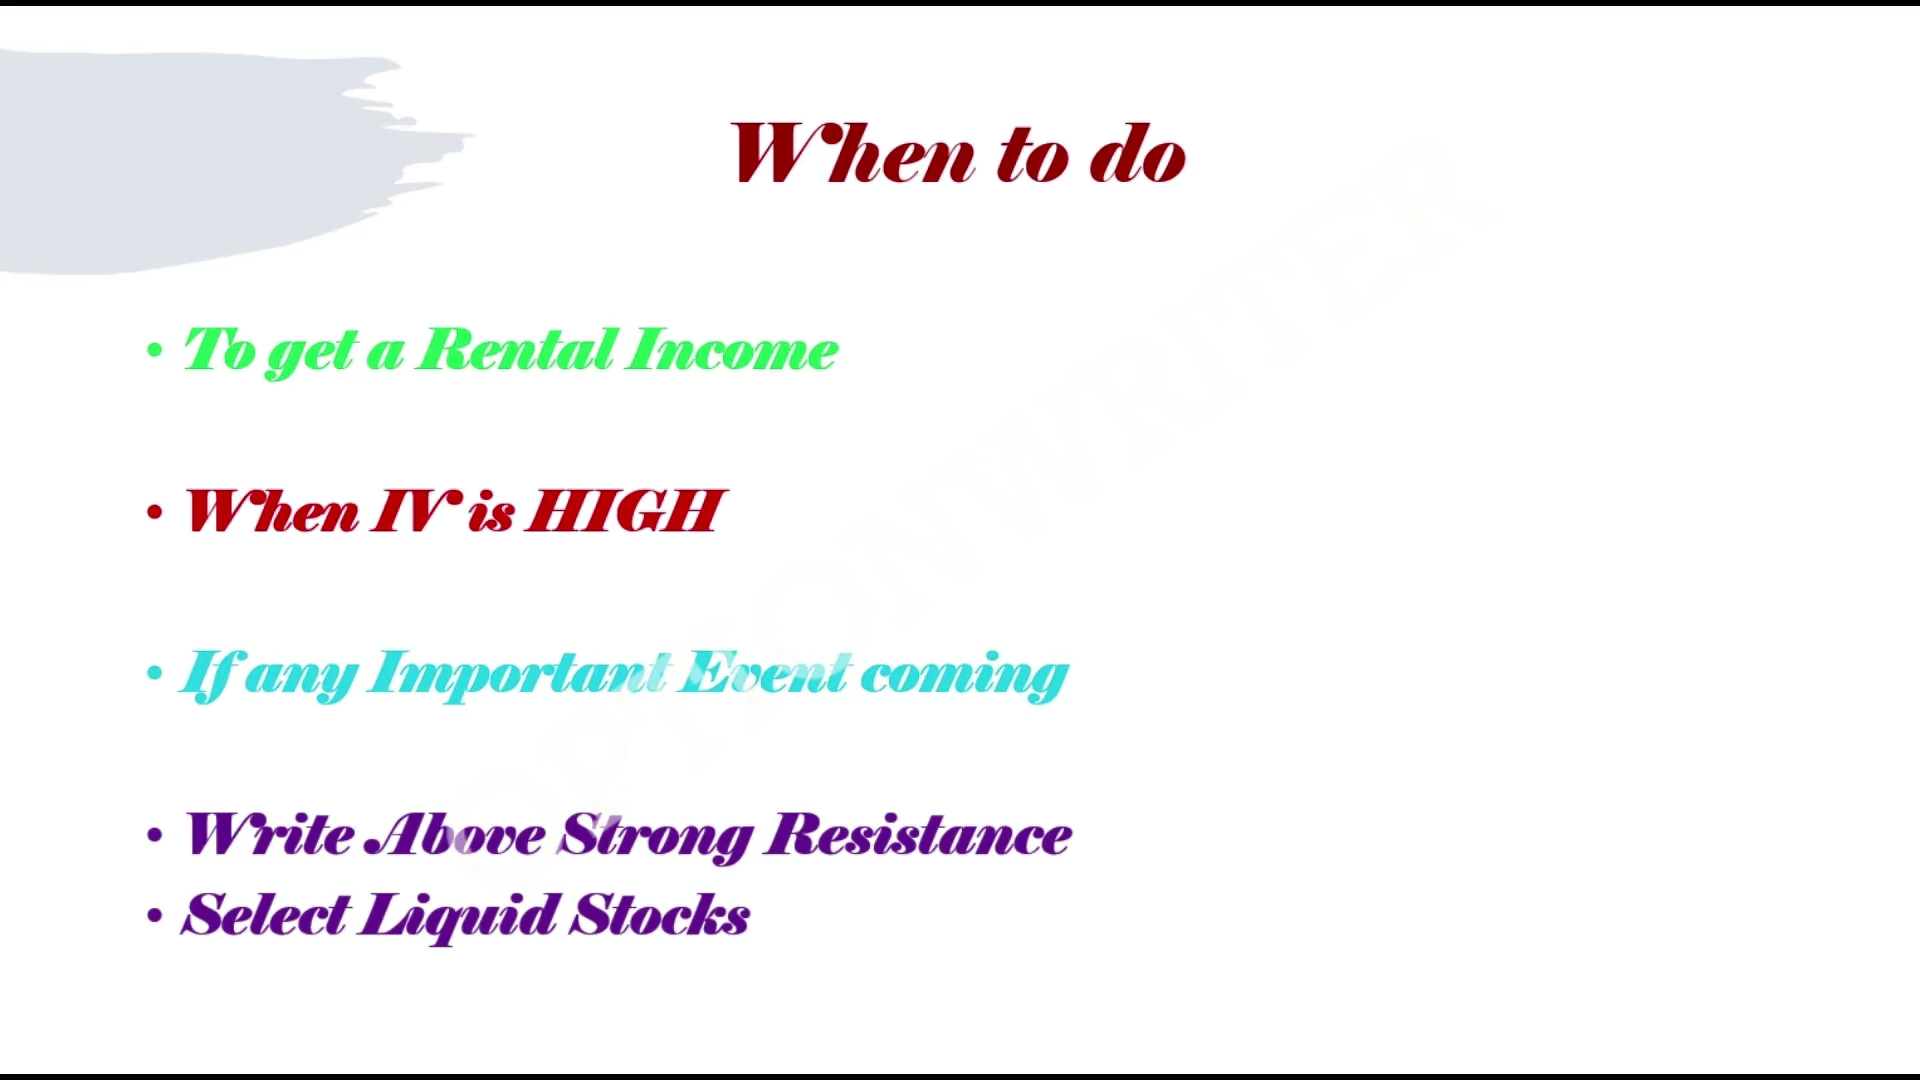 When to do
• To get a Rental Income
• When IV is HIGH
• If any Important Event coming
• Write Above Strong Resistance
• Select Liquid Stocks
OPTIONWRITER